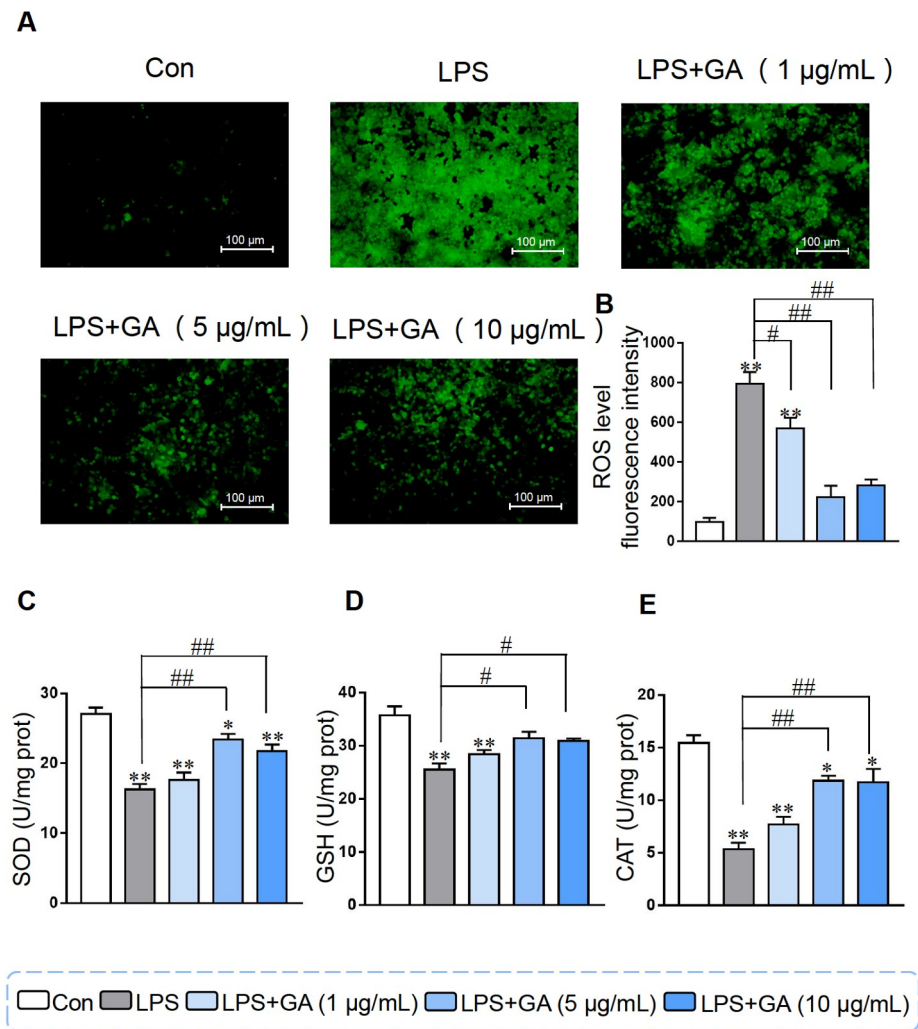 A
Con
LPS
LPS+GA ( 1 μg/mL )
100 μm
100 μm
100 μm
LPS+GA ( 5 μg/mL )
LPS+GA ( 10 μg/mL )
100 μm
100 μm
B
ROS level
fluorescence intensity
1000
800
600
400
200
0
**
**
#
##
##
C
SOD (U/mg prot)
30
20
10
0
**
**
*
**
##
##
D
GSH (U/mg prot)
40
30
20
10
0
**
**
#
#
E
CAT (U/mg prot)
20
15
10
5
0
**
**
*
*
##
##
Con
LPS
LPS+GA (1 μg/mL)
LPS+GA (5 μg/mL)
LPS+GA (10 μg/mL)